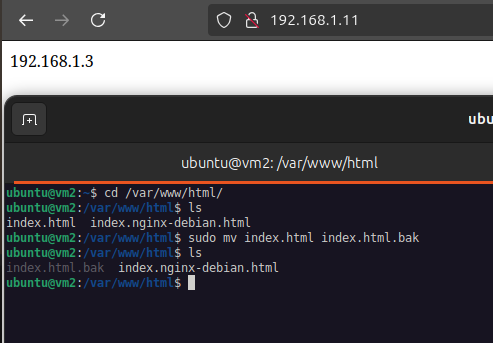 192.168.1.11
192.168.1.3
ubu
ubuntu@vm2: /var/www/html
ubuntu@vm2:~$ cd /var/www/html/
ubuntu@vm2:/var/www/html$ ls
index.html  index.nginx-debian.html
ubuntu@vm2:/var/www/html$ sudo mv index.html index.html.bak
ubuntu@vm2:/var/www/html$ ls
index.html.bak  index.nginx-debian.html
ubuntu@vm2:/var/www/html$